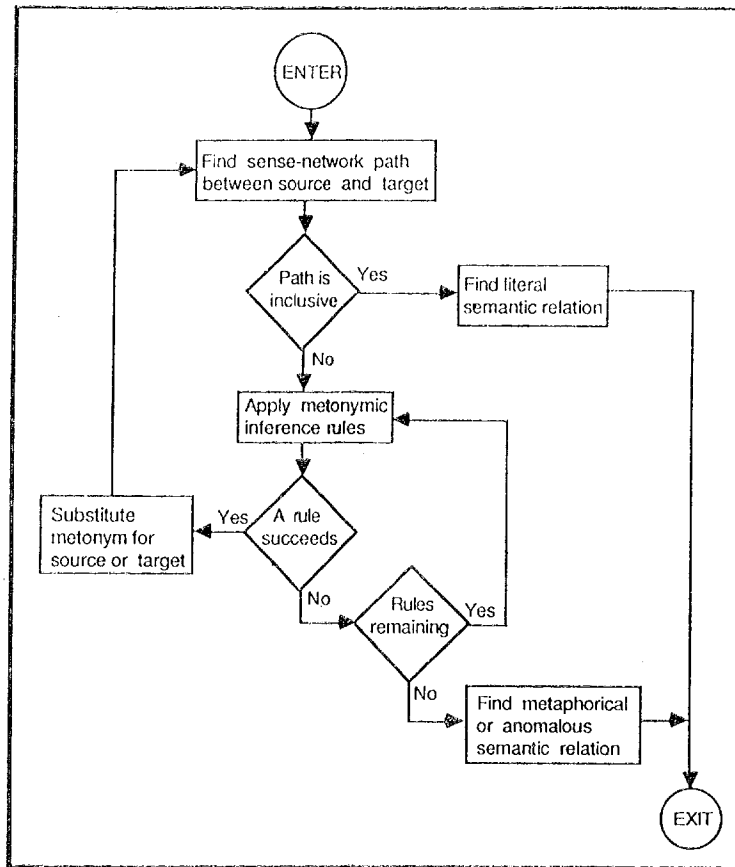 ENTER
Find sense-network path
between source and target
Path is
inclusive
Yes
Find literal
semantic relation
No
Apply metonymic
inference rules
Substitute
metonym for
source or target
Yes
A rule
succeeds
No
Rules
remaining
Yes
No
Find metaphorical
or anomalous
semantic relation
EXIT